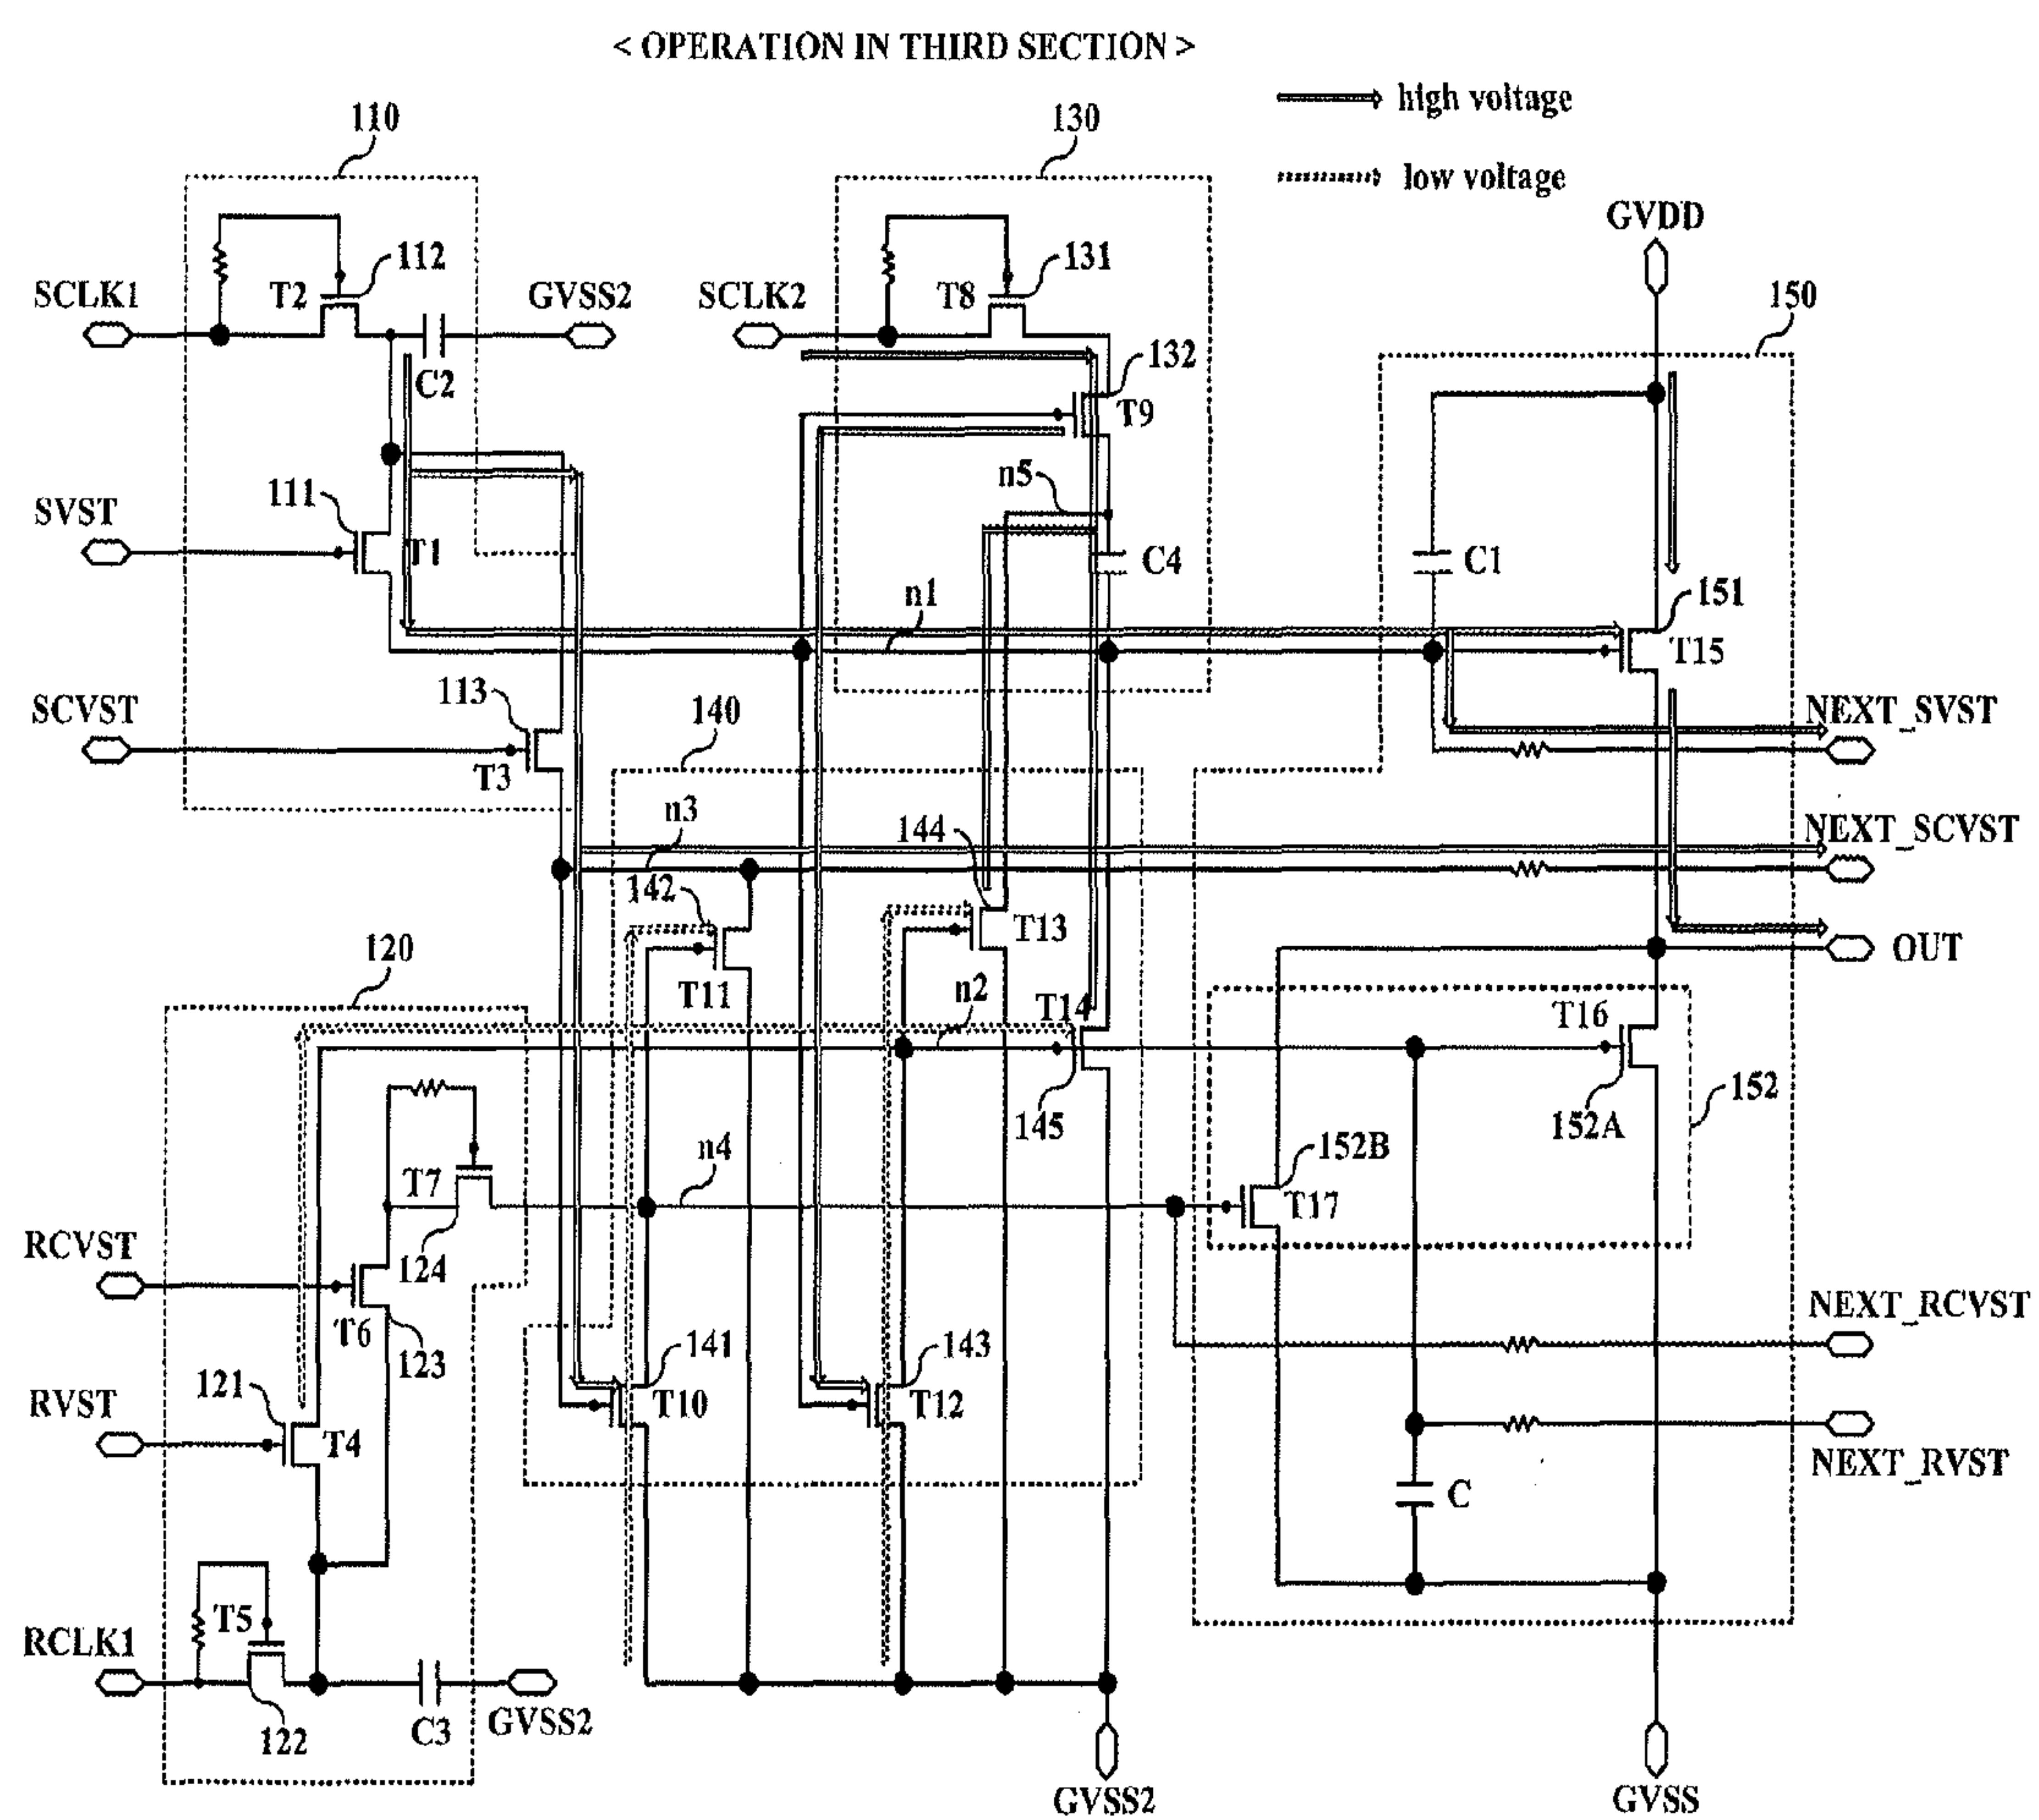 < OPERATION IN THIRD SECTION >
high voltage
low voltage
110
130
GVDD
150
SCLK1
T2
112
GVSS2
SCLK2
T8
131
C2
132
T9
111
SVST
T1
n5
C4
C1
n1
151
T15
113
SCVST
T3
140
NEXT_SVST
n3
144
NEXT_SCVST
142
T13
OUT
120
T11
n2
T14
T16
145
152A
152
T7
n4
152B
T17
RCVST
124
T6
123
NEXT_RCVST
121
141
143
RVST
T4
T10
T12
NEXT_RVST
C
T5
RCLK1
122
C3
GVSS2
GVSS2
GVSS